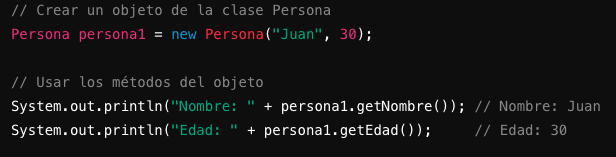 // Crear un objeto de la clase Persona
Persona persona1 = new Persona("Juan", 30);
// Usar los métodos del objeto
System.out.println("Nombre: " + persona1.getNombre()); // Nombre: Juan
System.out.println("Edad: " + persona1.getEdad());     // Edad: 30